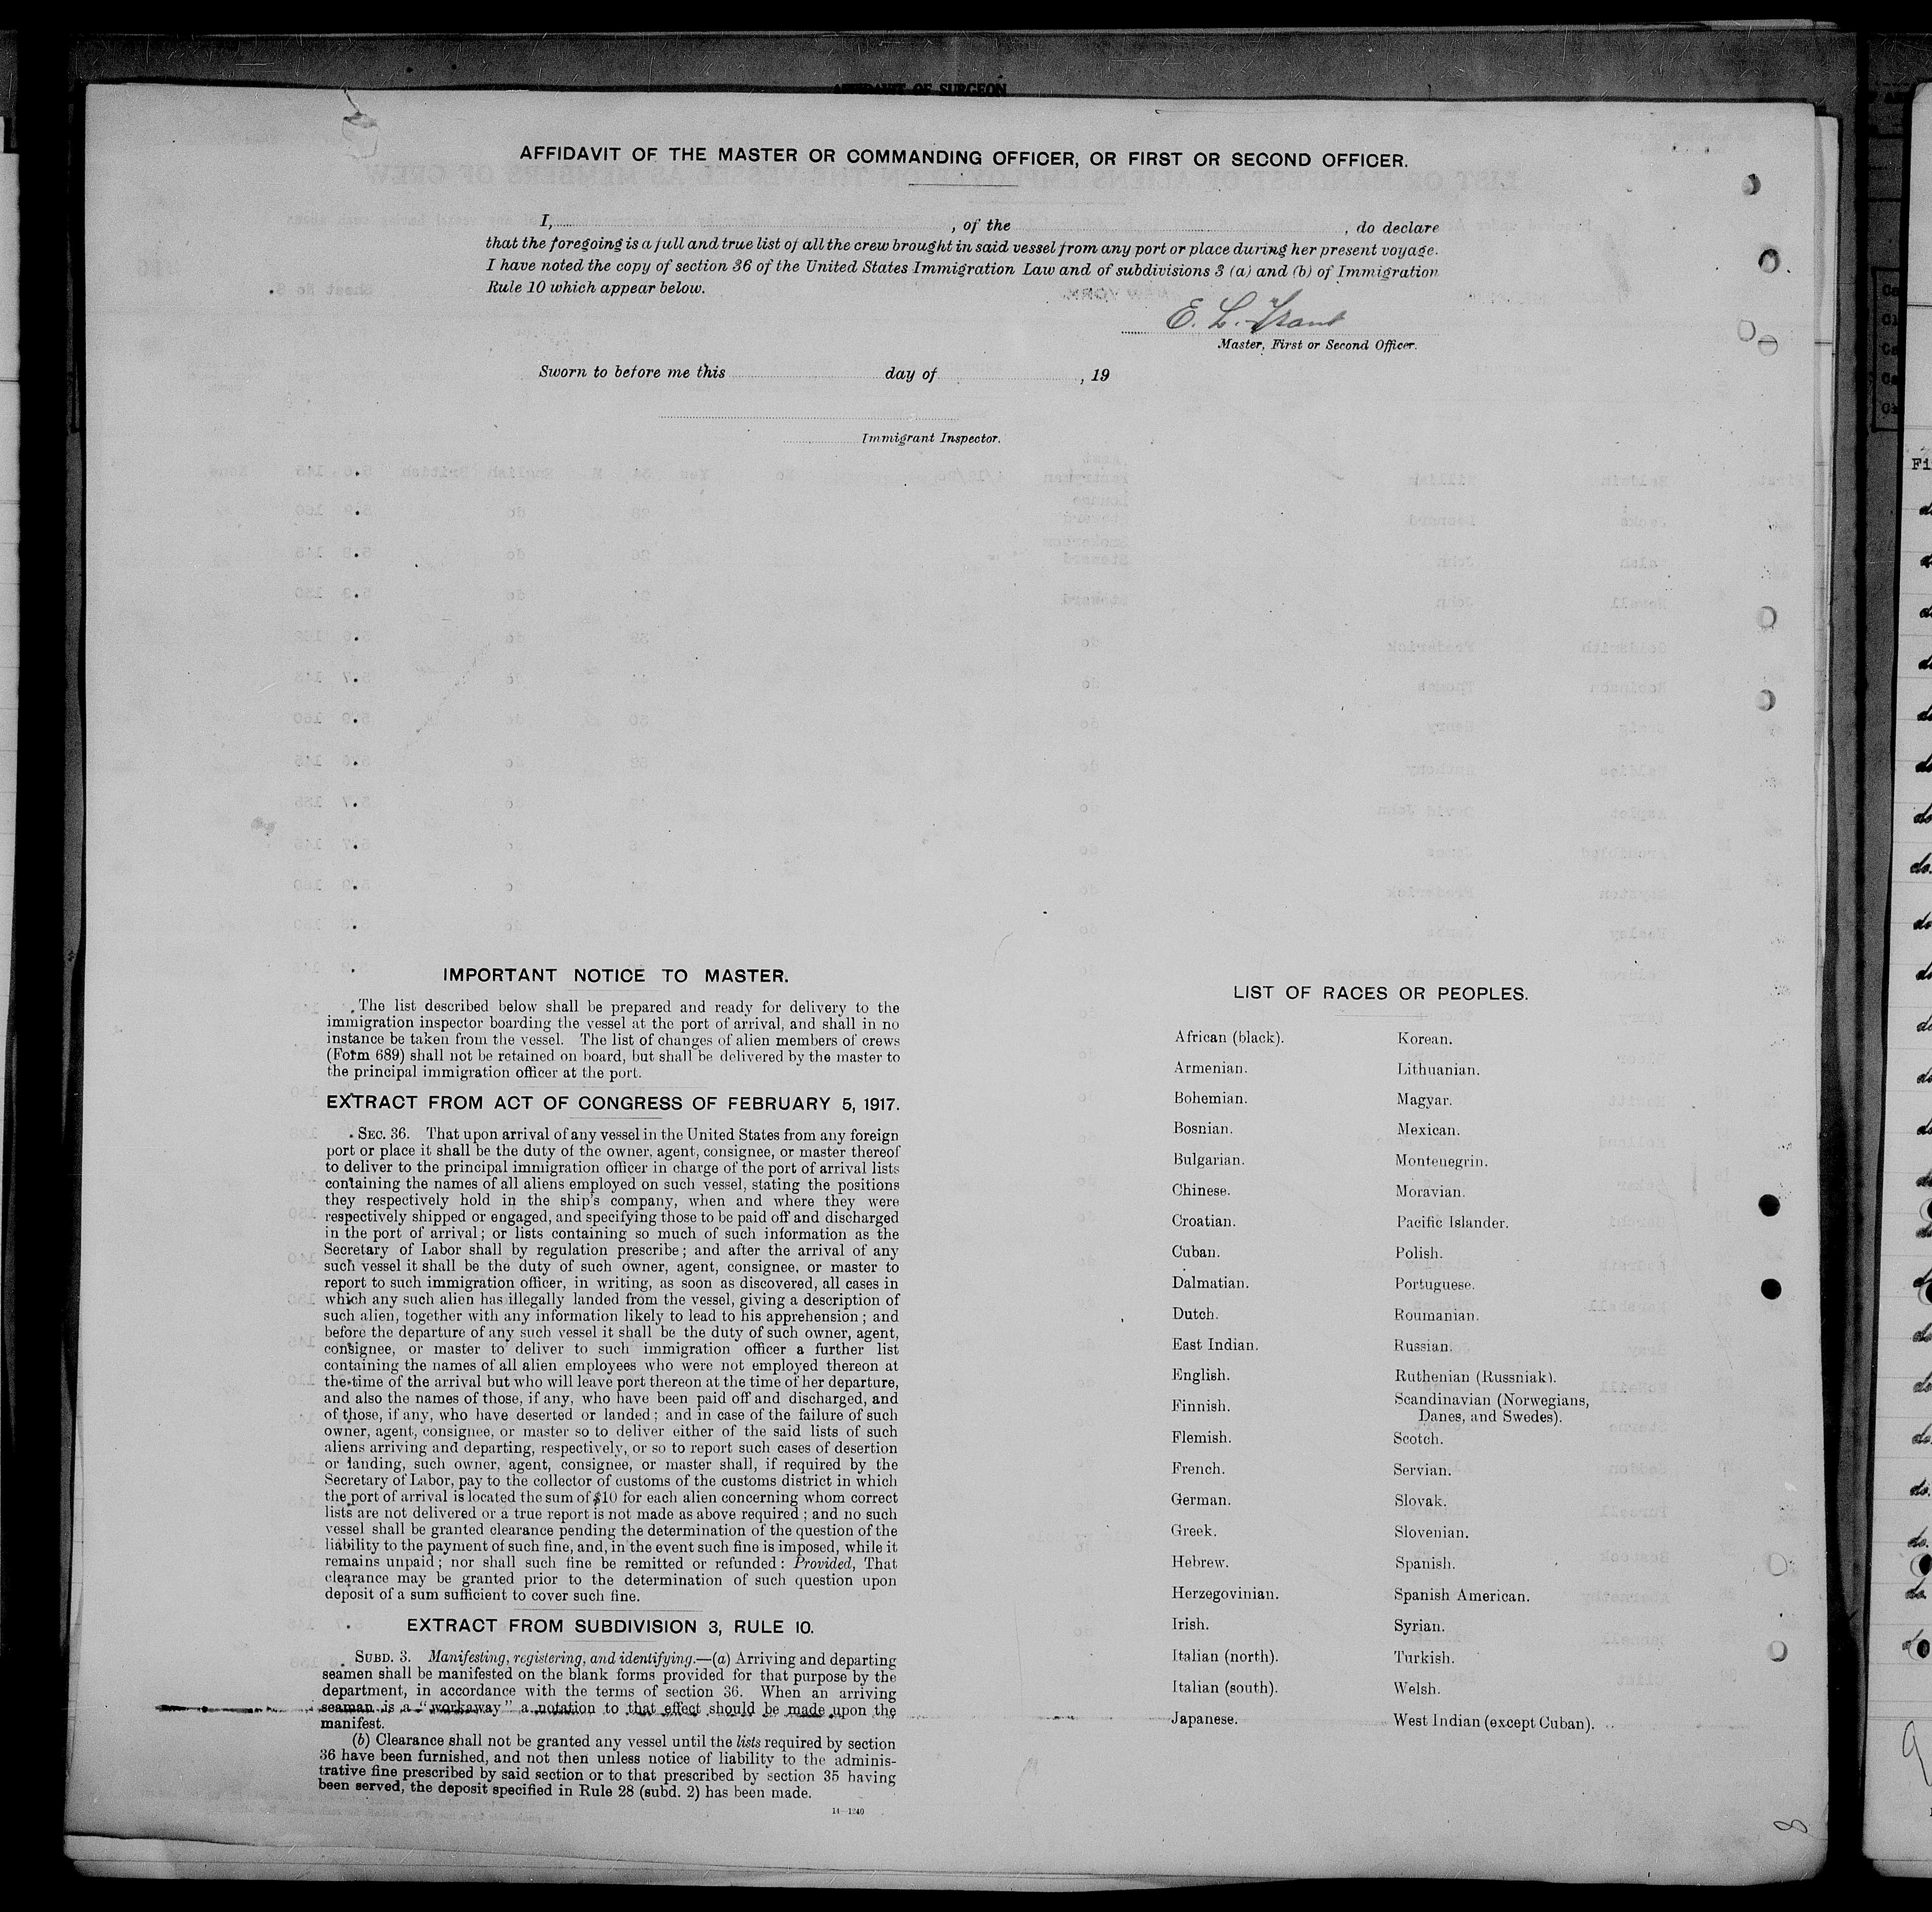 AFFIDAVIT OF SURGEON
AFFIDAVIT OF THE MASTER OR COMMANDING OFFICER, OR FIRST OR SECOND OFFICER.
I, , of the , do declare
that the foregoing is a full and true list of all the crew brought in said vessel from any port or place during her present voyage.
I have noted the copy of section 36 of the United States Immigration Law and of subdivisions 3 (a) and (b) of Immigration
Rule 10 which appear below.
E. L. Trant
Master, First or Second Officer.
Sworn to before me this day of , 19
Immigrant Inspector.
IMPORTANT NOTICE TO MASTER.
The list described below shall be prepared and ready for delivery to the
immigration inspector boarding the vessel at the port of arrival, and shall in no
instance be taken from the vessel. The list of changes of alien members of crews
(Form 689) shall not be retained on board, but shall be delivered by the master to
the principal immigration officer at the port.
EXTRACT FROM ACT OF CONGRESS OF FEBRUARY 5, 1917.
SEC. 36. That upon arrival of any vessel in the United States from any foreign
port or place it shall be the duty of the owner, agent, consignee, or master thereof
to deliver to the principal immigration officer in charge of the port of arrival lists
containing the names of all aliens employed on such vessel, stating the positions
they respectively hold in the ship's company, when and where they were
respectively shipped or engaged, and specifying those to be paid off and discharged
in the port of arrival; or lists containing so much of such information as the
Secretary of Labor shall by regulation prescribe; and after the arrival of any
such vessel it shall be the duty of such owner, agent, consignee, or master to
report to such immigration officer, in writing, as soon as discovered, all cases in
which any such alien has illegally landed from the vessel, giving a description of
such alien, together with any information likely to lead to his apprehension; and
before the departure of any such vessel it shall be the duty of such owner, agent,
consignee, or master to deliver to such immigration officer a further list
containing the names of all alien employees who were not employed thereon at
the time of the arrival but who will leave port thereon at the time of her departure,
and also the names of those, if any, who have been paid off and discharged, and
of those, if any, who have deserted or landed; and in case of the failure of such
owner, agent, consignee, or master so to deliver either of the said lists of such
aliens arriving and departing, respectively, or so to report such cases of desertion
or landing, such owner, agent, consignee, or master shall, if required by the
Secretary of Labor, pay to the collector of customs of the customs district in which
the port of arrival is located the sum of $10 for each alien concerning whom correct
lists are not delivered or a true report is not made as above required; and no such
vessel shall be granted clearance pending the determination of the question of the
liability to the payment of such fine, and, in the event such fine is imposed, while it
remains unpaid; nor shall such fine be remitted or refunded: Provided, That
clearance may be granted prior to the determination of such question upon
deposit of a sum sufficient to cover such fine.
EXTRACT FROM SUBDIVISION 3, RULE 10.
SUBD. 3. Manifesting, registering, and identifying.—(a) Arriving and departing
seamen shall be manifested on the blank forms provided for that purpose by the
department, in accordance with the terms of section 36. When an arriving
seaman is a "workaway" a notation to that effect should be made upon the
manifest.
(b) Clearance shall not be granted any vessel until the lists required by section
36 have been furnished, and not then unless notice of liability to the adminis-
trative fine prescribed by said section or to that prescribed by section 35 having
been served, the deposit specified in Rule 28 (subd. 2) has been made.
14—1240
LIST OF RACES OR PEOPLES.
African (black).
Armenian.
Bohemian.
Bosnian.
Bulgarian.
Chinese.
Croatian.
Cuban.
Dalmatian.
Dutch.
East Indian.
English.
Finnish.
Flemish.
French.
German.
Greek.
Hebrew.
Herzegovinian.
Irish.
Italian (north).
Italian (south).
Japanese.
Korean.
Lithuanian.
Magyar.
Mexican.
Montenegrin.
Moravian.
Pacific Islander.
Polish.
Portuguese.
Roumanian.
Russian.
Ruthenian (Russniak).
Scandinavian (Norwegians,
Danes, and Swedes).
Scotch.
Servian.
Slovak.
Slovenian.
Spanish.
Spanish American.
Syrian.
Turkish.
Welsh.
West Indian (except Cuban).
8